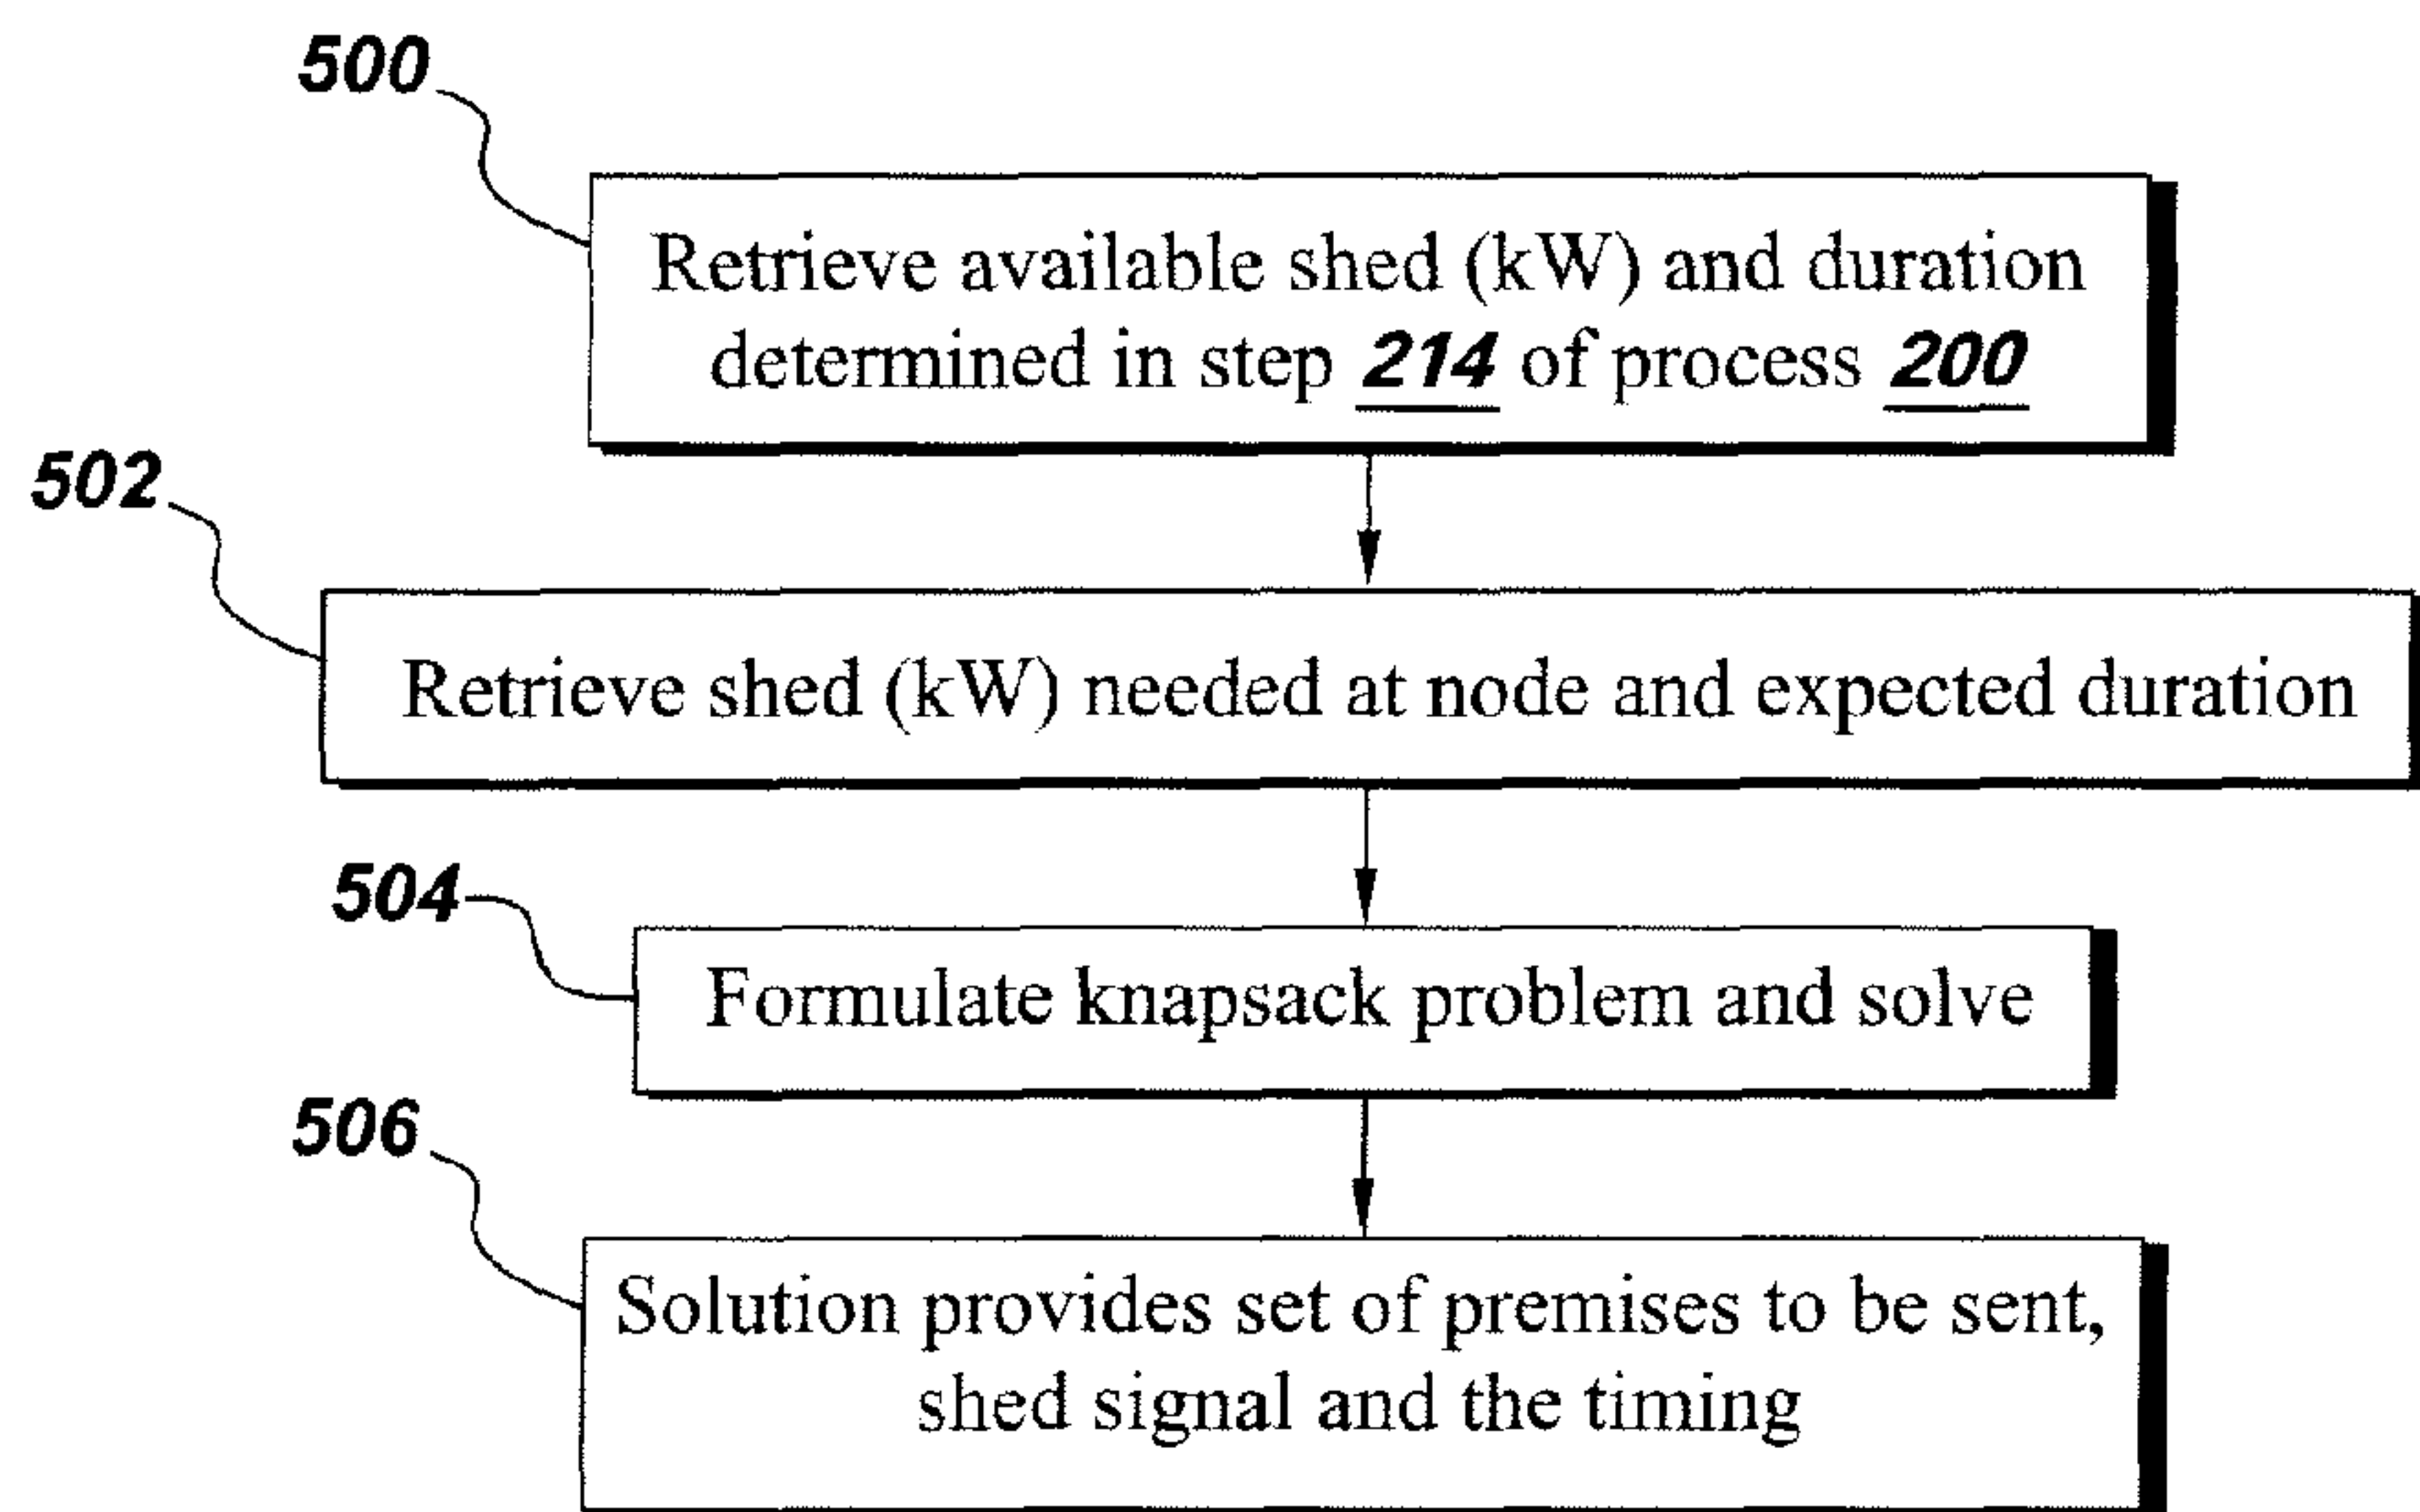 500
Retrieve available shed (kW) and duration
determined in step 214 of process 200
502
Retrieve shed (kW) needed at node and expected duration
504
Formulate knapsack problem and solve
506
Solution provides set of premises to be sent,
shed signal and the timing